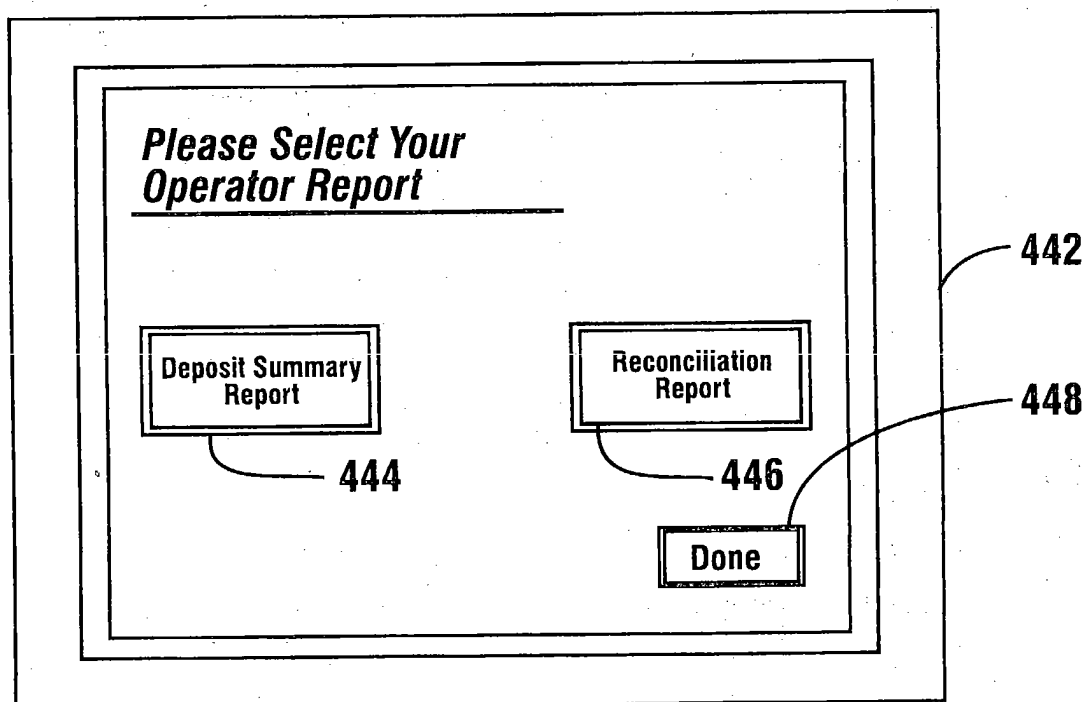 Please Select Your
Operator Report
442
Deposit Summary
Report
Reconciliation
Report
448
444
446
Done